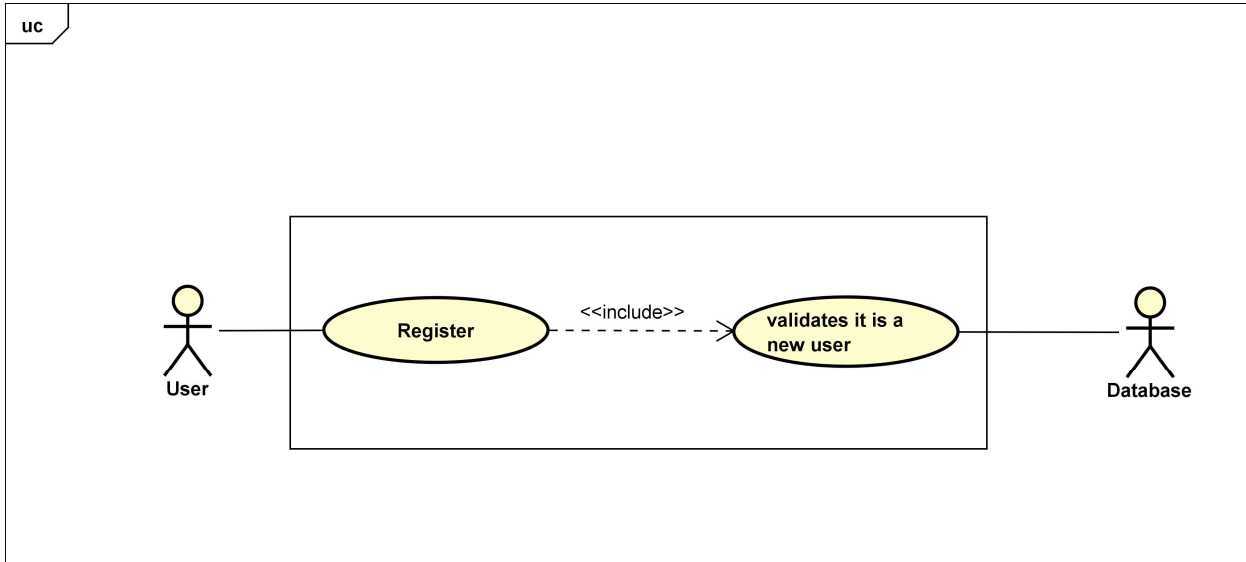 uc
<<include>>
Register
validates it is a
new user
User
Database